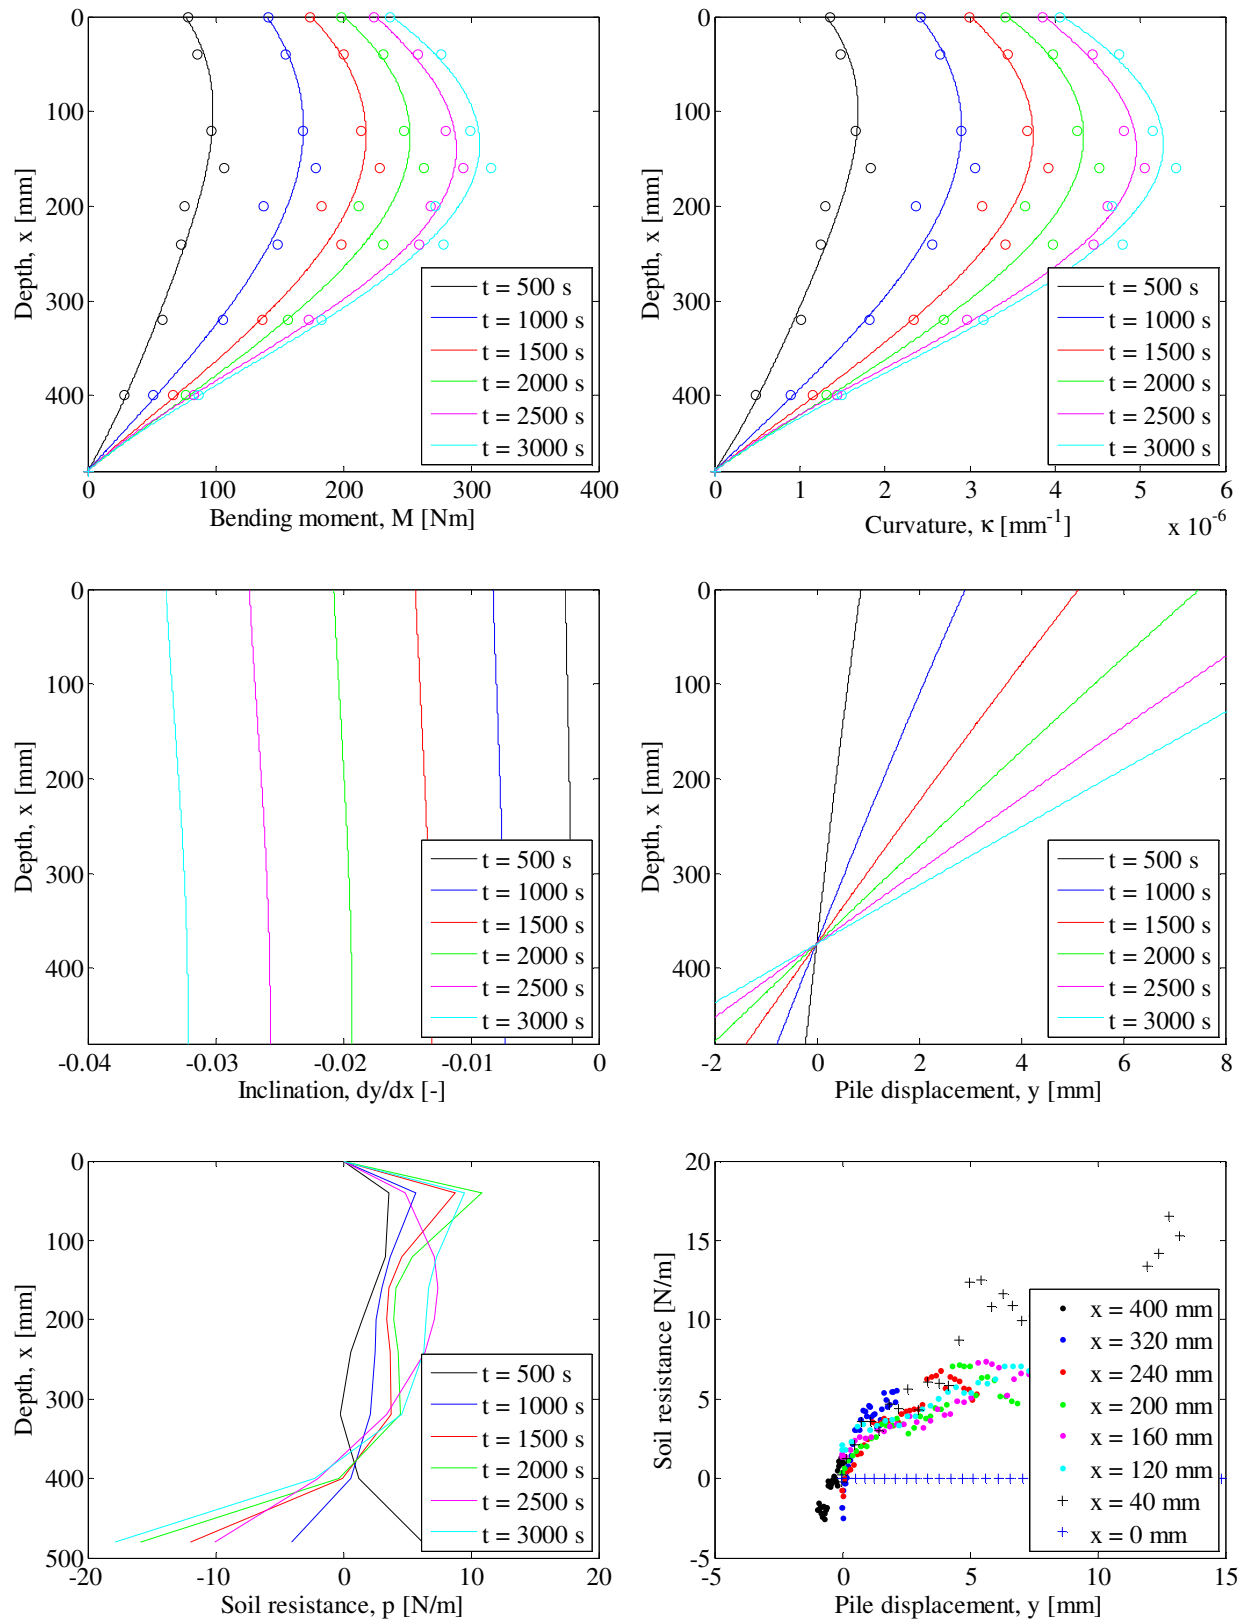 0
100
200
300
400
Depth, x [mm]
0
100
200
300
400
Bending moment, M [Nm]
t = 500 s
t = 1000 s
t = 1500 s
t = 2000 s
t = 2500 s
t = 3000 s
0
100
200
300
400
Depth, x [mm]
0
1
2
3
4
5
6
x 10^-6
Curvature, κ [mm^-1]
t = 500 s
t = 1000 s
t = 1500 s
t = 2000 s
t = 2500 s
t = 3000 s
0
100
200
300
400
Depth, x [mm]
-0.04
-0.03
-0.02
-0.01
0
Inclination, dy/dx [-]
t = 500 s
t = 1000 s
t = 1500 s
t = 2000 s
t = 2500 s
t = 3000 s
0
100
200
300
400
Depth, x [mm]
-2
0
2
4
6
8
Pile displacement, y [mm]
t = 500 s
t = 1000 s
t = 1500 s
t = 2000 s
t = 2500 s
t = 3000 s
0
100
200
300
400
500
Depth, x [mm]
-20
-10
0
10
20
Soil resistance, p [N/m]
t = 500 s
t = 1000 s
t = 1500 s
t = 2000 s
t = 2500 s
t = 3000 s
20
15
10
5
0
-5
Soil resistance [N/m]
-5
0
5
10
15
Pile displacement, y [mm]
x = 400 mm
x = 320 mm
x = 240 mm
x = 200 mm
x = 160 mm
x = 120 mm
x = 40 mm
x = 0 mm